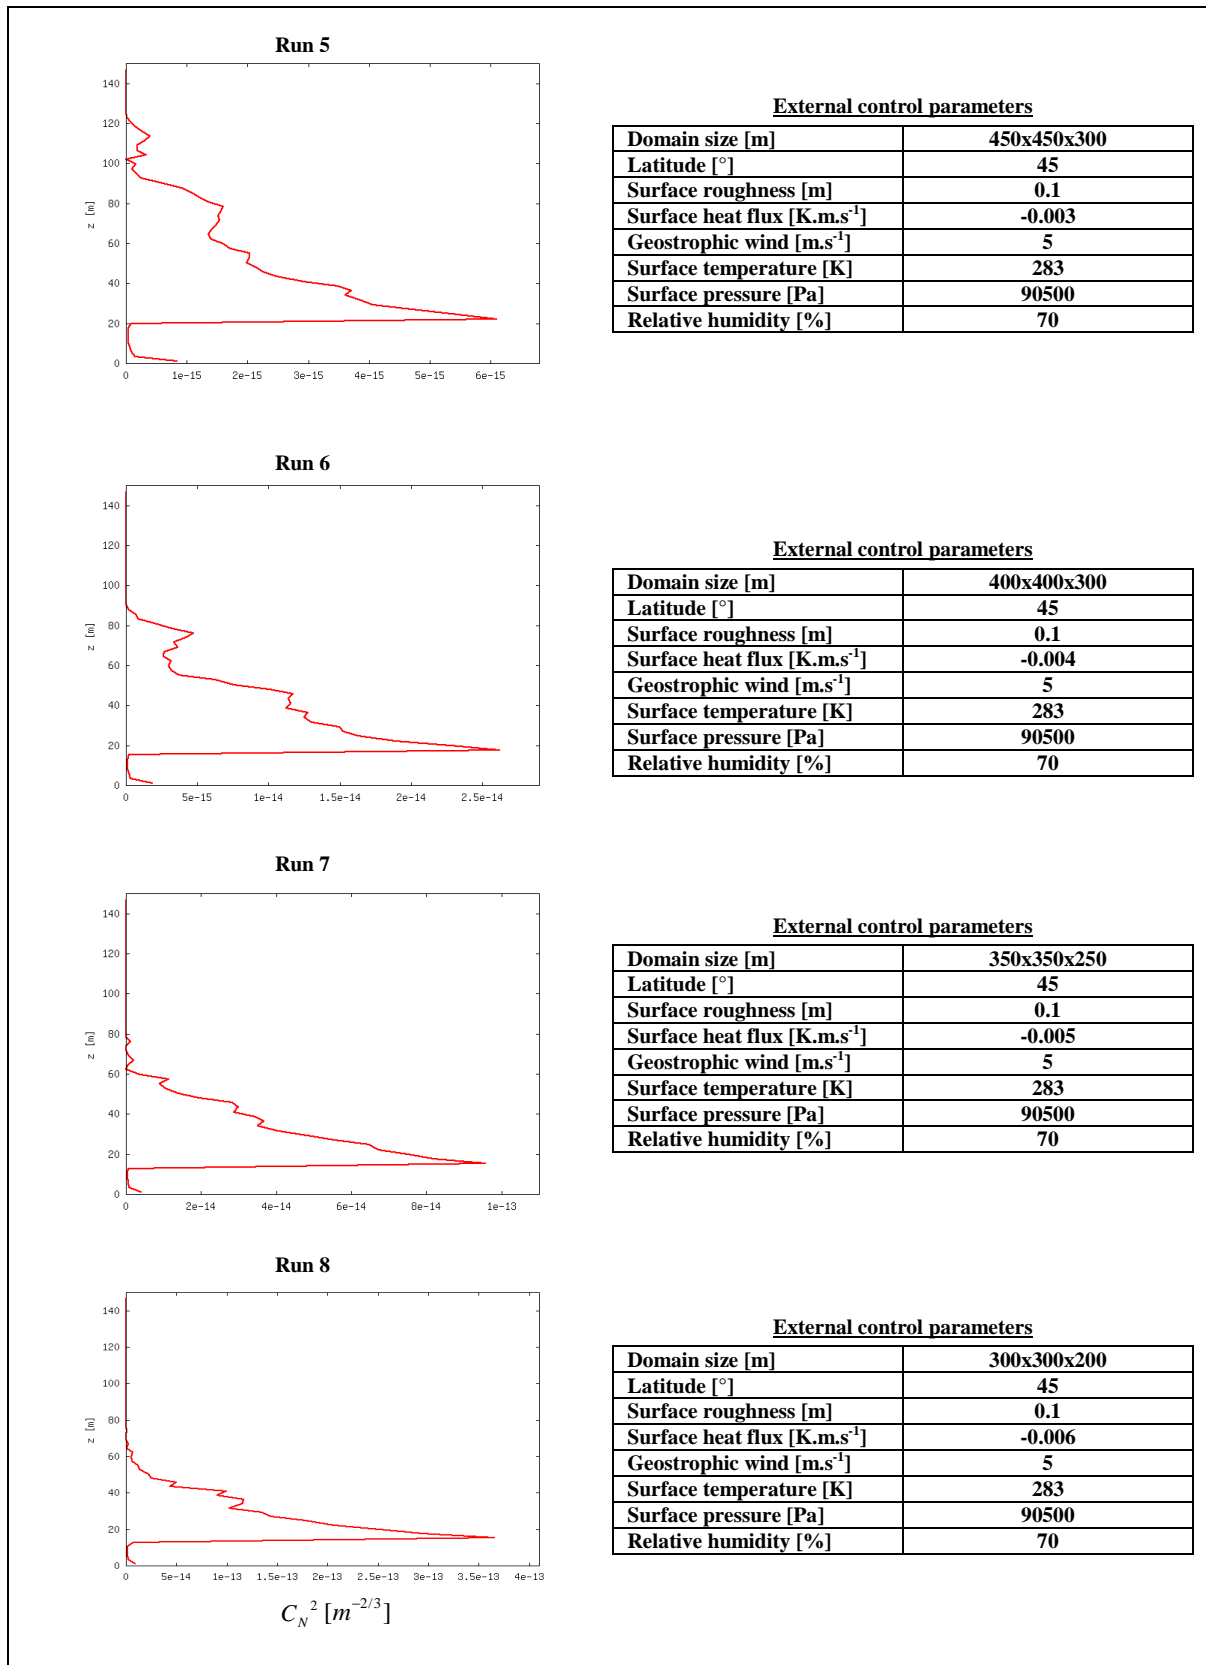 Run 5
140
120
100
80
60
40
20
0
z [m]
0 1e-15 2e-15 3e-15 4e-15 5e-15 6e-15
External control parameters
Domain size [m] 450x450x300
Latitude [°] 45
Surface roughness [m] 0.1
Surface heat flux [K.m.s⁻¹] -0.003
Geostrophic wind [m.s⁻¹] 5
Surface temperature [K] 283
Surface pressure [Pa] 90500
Relative humidity [%] 70
Run 6
140
120
100
80
60
40
20
0
z [m]
0 5e-15 1e-14 1.5e-14 2e-14 2.5e-14
External control parameters
Domain size [m] 400x400x300
Latitude [°] 45
Surface roughness [m] 0.1
Surface heat flux [K.m.s⁻¹] -0.004
Geostrophic wind [m.s⁻¹] 5
Surface temperature [K] 283
Surface pressure [Pa] 90500
Relative humidity [%] 70
Run 7
140
120
100
80
60
40
20
0
z [m]
0 2e-14 4e-14 6e-14 8e-14 1e-13
External control parameters
Domain size [m] 350x350x250
Latitude [°] 45
Surface roughness [m] 0.1
Surface heat flux [K.m.s⁻¹] -0.005
Geostrophic wind [m.s⁻¹] 5
Surface temperature [K] 283
Surface pressure [Pa] 90500
Relative humidity [%] 70
Run 8
140
120
100
80
60
40
20
0
z [m]
0 5e-14 1e-13 1.5e-13 2e-13 2.5e-13 3e-13 3.5e-13 4e-13
C_N² [m^(−2/3)]
External control parameters
Domain size [m] 300x300x200
Latitude [°] 45
Surface roughness [m] 0.1
Surface heat flux [K.m.s⁻¹] -0.006
Geostrophic wind [m.s⁻¹] 5
Surface temperature [K] 283
Surface pressure [Pa] 90500
Relative humidity [%] 70